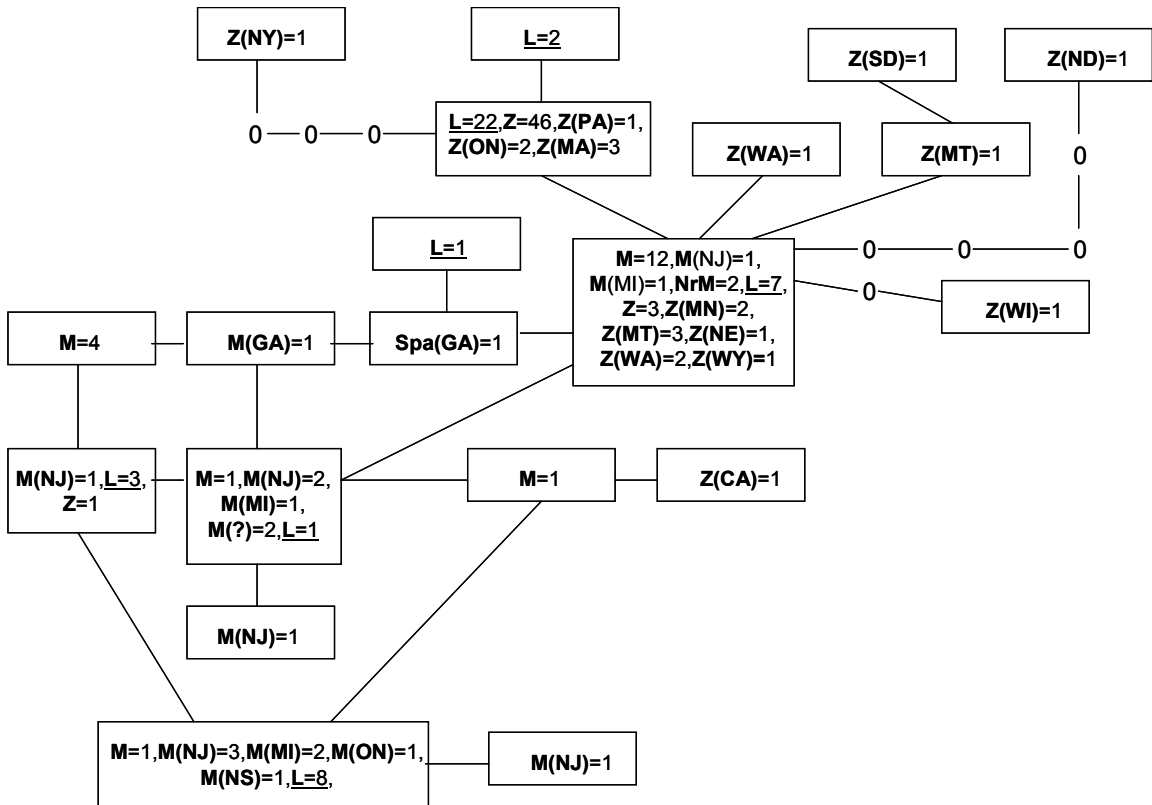 Z(NY)=1
L=2
Z(SD)=1
Z(ND)=1
0 0 0
L=22,Z=46,Z(PA)=1,
Z(ON)=2,Z(MA)=3
Z(WA)=1
Z(MT)=1
0
L=1
M=12,M(NJ)=1,
M(MI)=1,NrM=2,L=7,
Z=3,Z(MN)=2,
Z(MT)=3,Z(NE)=1,
Z(WA)=2,Z(WY)=1
0 0 0
0
Z(WI)=1
M=4
M(GA)=1
Spa(GA)=1
M(NJ)=1,L=3,
Z=1
M=1,M(NJ)=2,
M(MI)=1,
M(?)=2,L=1
M=1
Z(CA)=1
M(NJ)=1
M=1,M(NJ)=3,M(MI)=2,M(ON)=1,
M(NS)=1,L=8,
M(NJ)=1